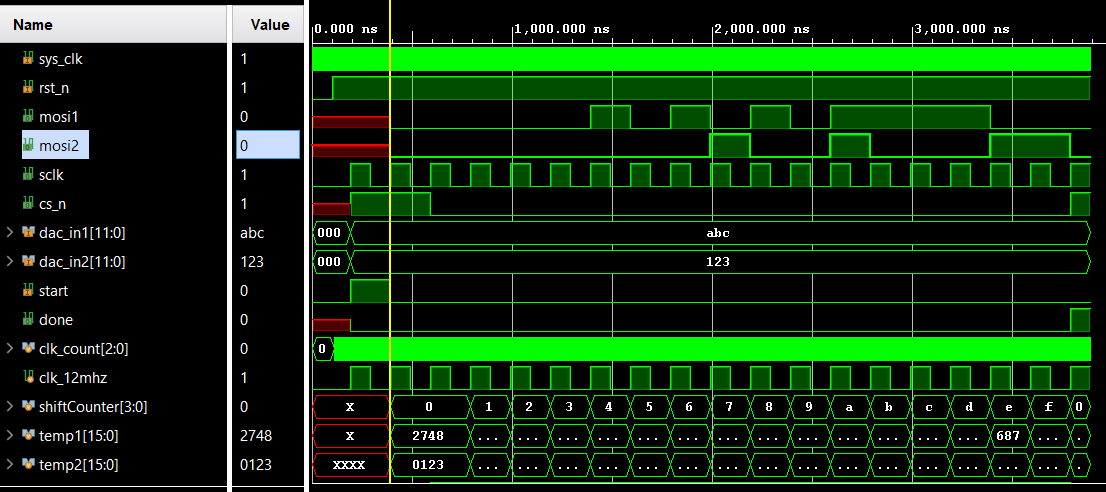 Name Value 0.000 ns 1,000.000 ns 2,000.000 ns 3,000.000 ns
sys_clk 1
rst_n 1
mosi1 0
mosi2 0
sclk 1
cs_n 1
dac_in1[11:0] abc 000 abc
dac_in2[11:0] 123 000 123
start 0
done 0
clk_count[2:0] 0 0
clk_12mhz 1
shiftCounter[3:0] 0 X 0 1 2 3 4 5 6 7 8 9 a b c d e f 0
temp1[15:0] 2748 X 2748 ... ... ... ... ... ... ... ... ... ... ... ... ... 687 ... .
temp2[15:0] 0123 XXXX 0123 ... ... ... ... ... ... ... ... ... ... ... ... ... ... ... .